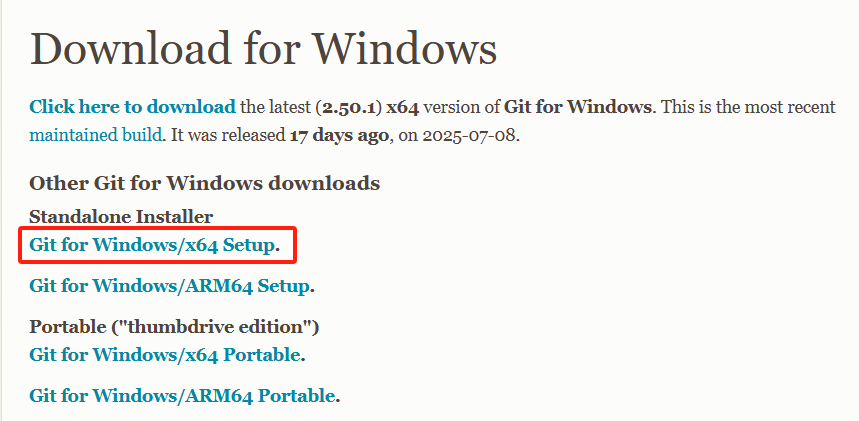 Download for Windows
Click here to download the latest (2.50.1) x64 version of Git for Windows. This is the most recent
maintained build. It was released 17 days ago, on 2025-07-08.
Other Git for Windows downloads
Standalone Installer
Git for Windows/x64 Setup.
Git for Windows/ARM64 Setup.
Portable ("thumbdrive edition")
Git for Windows/x64 Portable.
Git for Windows/ARM64 Portable.